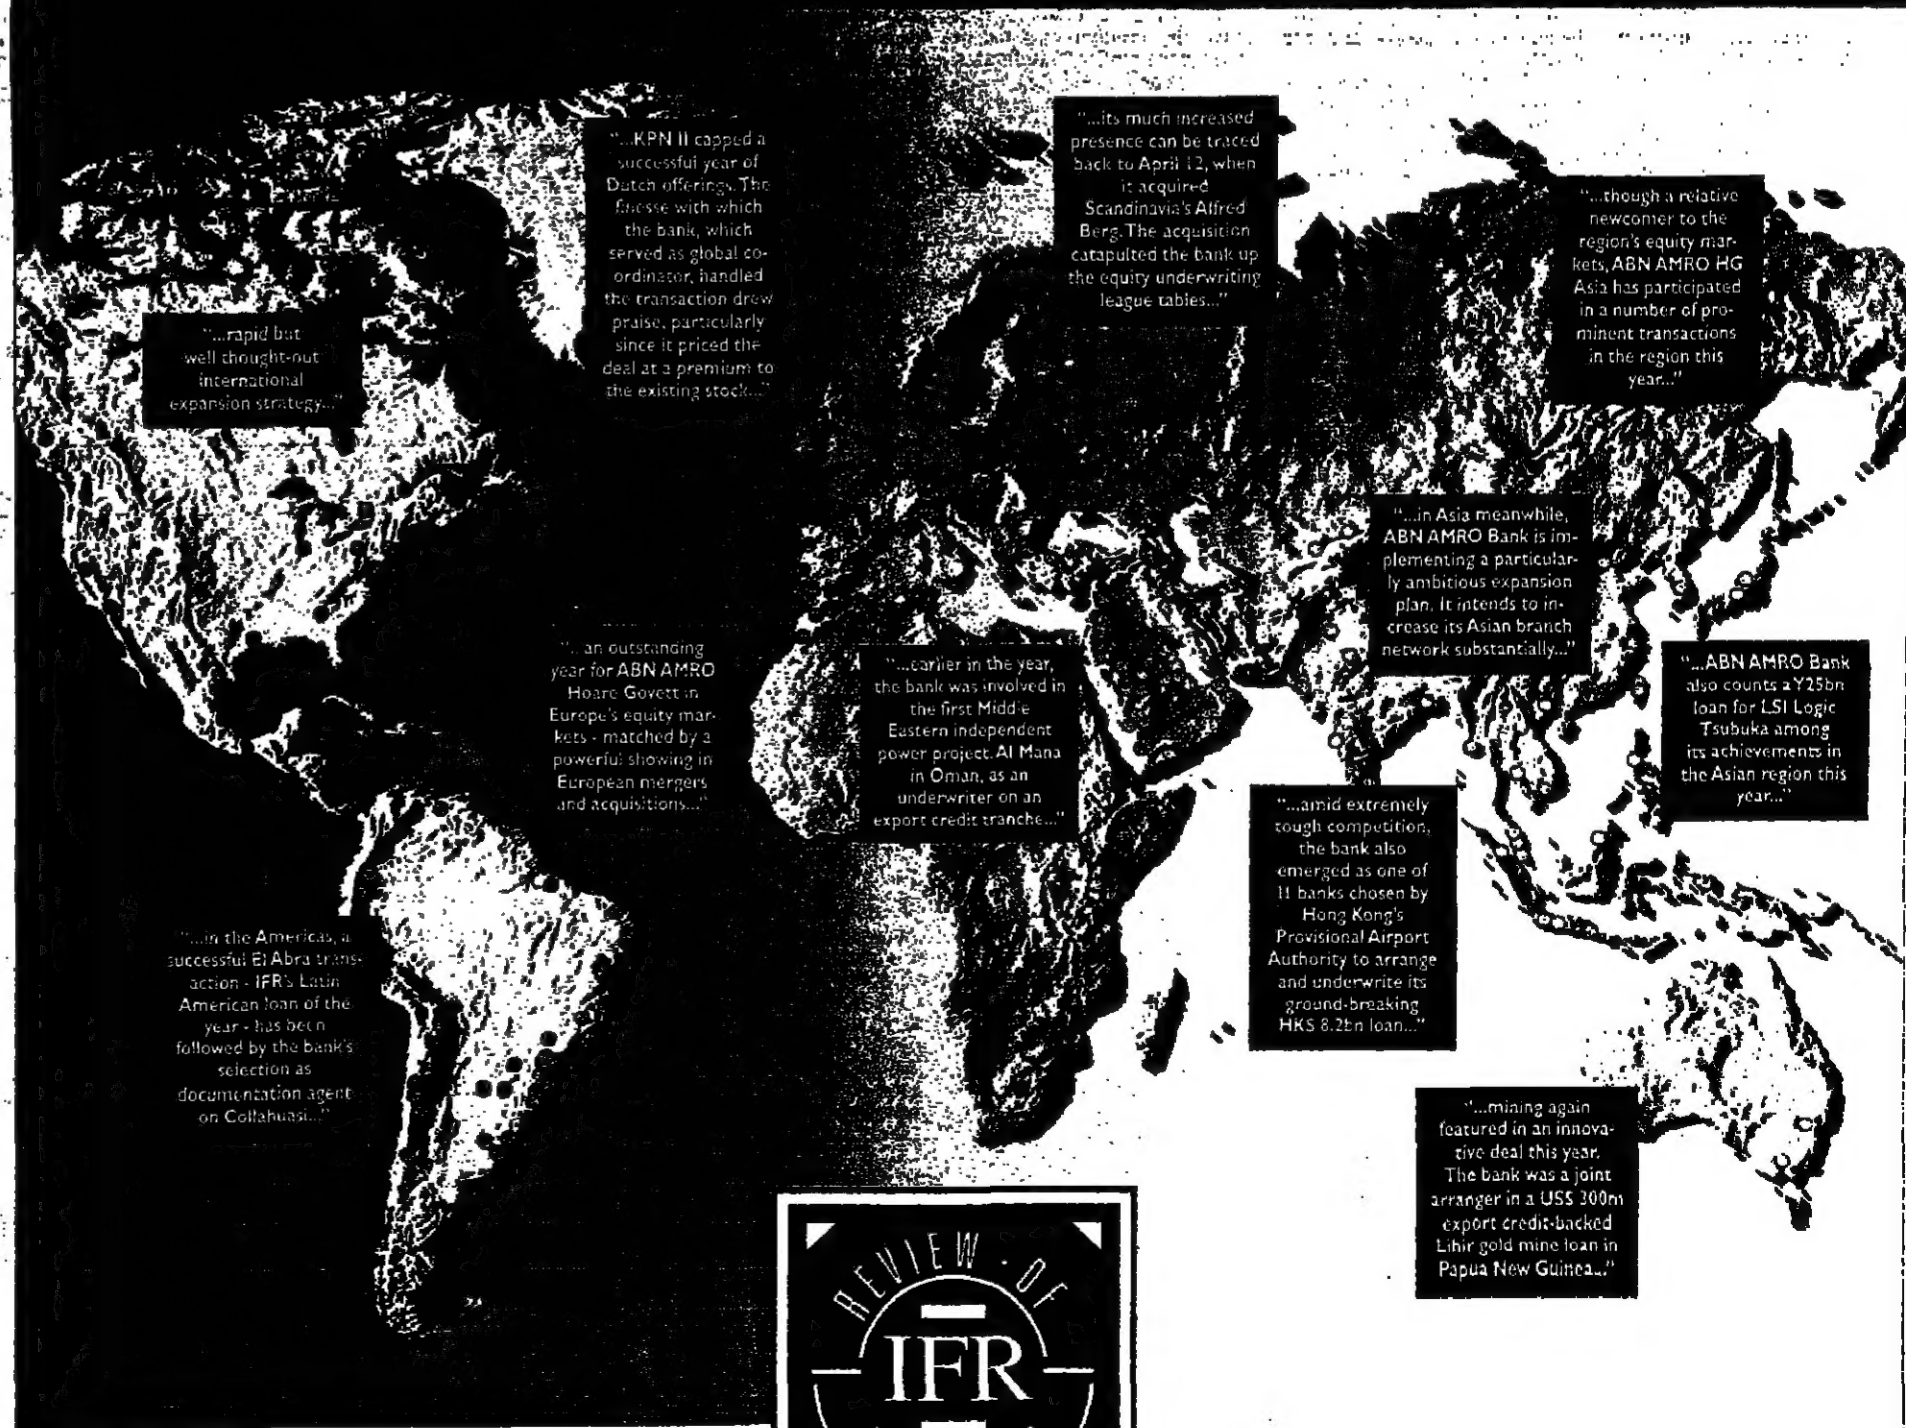 "...KPN II capped a
successful year of
Dutch offerings. The
finesse with which
the bank, which
served as global co-
ordinator, handled
the transaction drew
praise, particularly
since it priced the
deal at a premium to
the existing stock..."
"...its much increased
presence can be traced
back to April 12, when
it acquired
Scandinavia's Alfred
Berg. The acquisition
catapulted the bank up
the equity underwriting
league tables..."
"...though a relative
newcomer to the
region's equity mar-
kets, ABN AMRO HG
Asia has participated
in a number of pro-
minent transactions
in the region this
year..."
"...rapid but
well thought-out
international
expansion strategy..."
"...in Asia meanwhile,
ABN AMRO Bank is im-
plementing a particular-
ly ambitious expansion
plan. It intends to in-
crease its Asian branch
network substantially..."
"... an outstanding
year for ABN AMRO
Hoare Govett in
Europe's equity mar-
kets - matched by a
powerful showing in
European mergers
and acquisitions..."
"...earlier in the year,
the bank was involved in
the first Middle
Eastern independent
power project, Al Mana
in Oman, as an
underwriter on an
export credit tranche..."
"...ABN AMRO Bank
also counts a Y25bn
loan for LSI Logic
Tsubuka among
its achievements in
the Asian region this
year..."
"...amid extremely
tough competition,
the bank also
emerged as one of
11 banks chosen by
Hong Kong's
Provisional Airport
Authority to arrange
and underwrite its
ground-breaking
HK$ 8.2bn loan..."
"...in the Americas, a
successful El Abra trans-
action - IFR's Latin
American loan of the
year - has been
followed by the bank's
selection as
documentation agent
on Collahuasi..."
"...mining again
featured in an innova-
tive deal this year.
The bank was a joint
arranger in a US$ 300m
export credit-backed
Lihir gold mine loan in
Papua New Guinea..."
REVIEW · OF
IFR